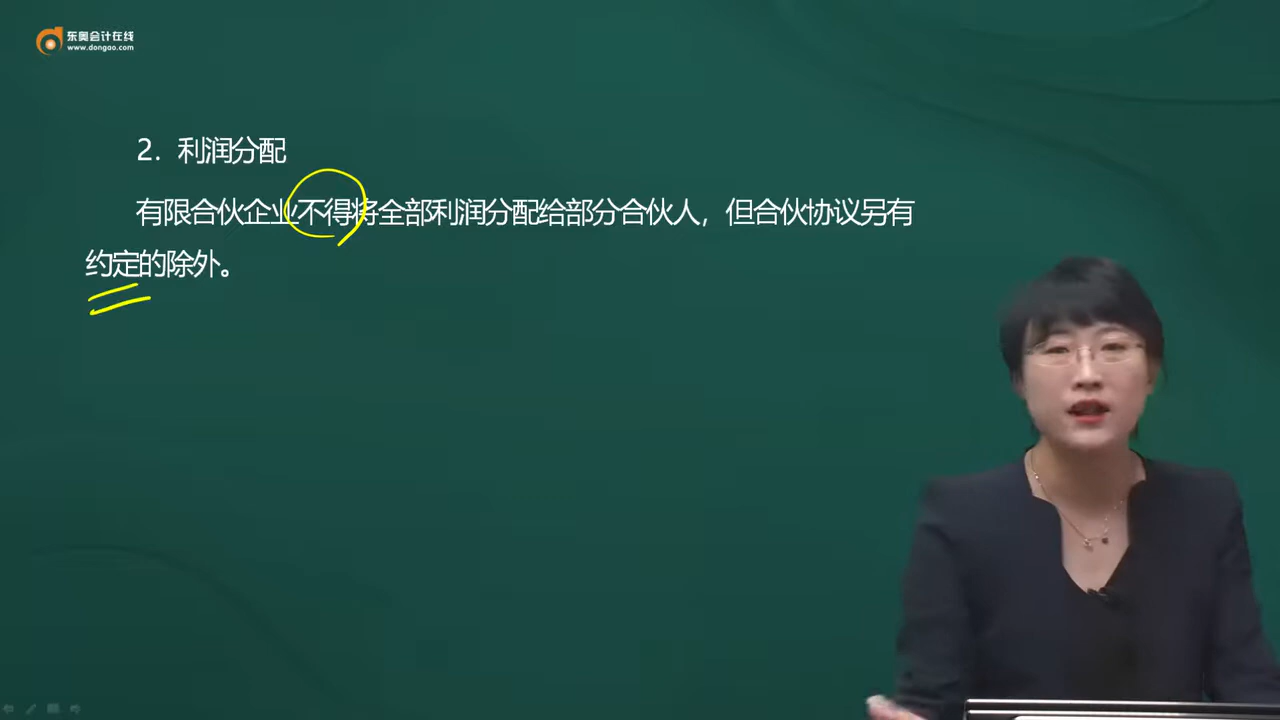 东奥会计在线
www.dongao.com
2. 利润分配
有限合伙企业不得将全部利润分配给部分合伙人，但合伙协议另有
约定的除外。